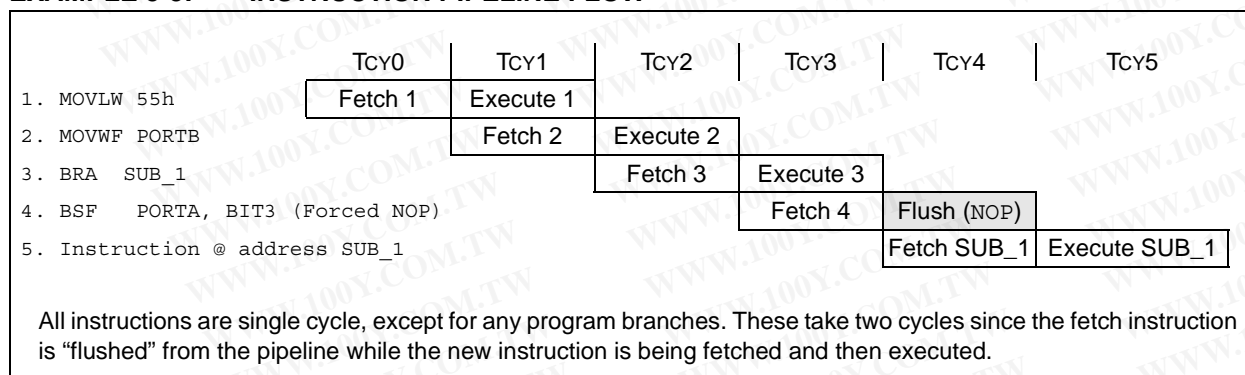 TCY0 TCY1 TCY2 TCY3 TCY4 TCY5
1. MOVLW 55h Fetch 1 Execute 1
2. MOVWF PORTB Fetch 2 Execute 2
3. BRA SUB_1 Fetch 3 Execute 3
4. BSF PORTA, BIT3 (Forced NOP) Fetch 4 Flush (NOP)
5. Instruction @ address SUB_1 Fetch SUB_1 Execute SUB_1
All instructions are single cycle, except for any program branches. These take two cycles since the fetch instruction
is “flushed” from the pipeline while the new instruction is being fetched and then executed.
WWW.100Y.COM.TW